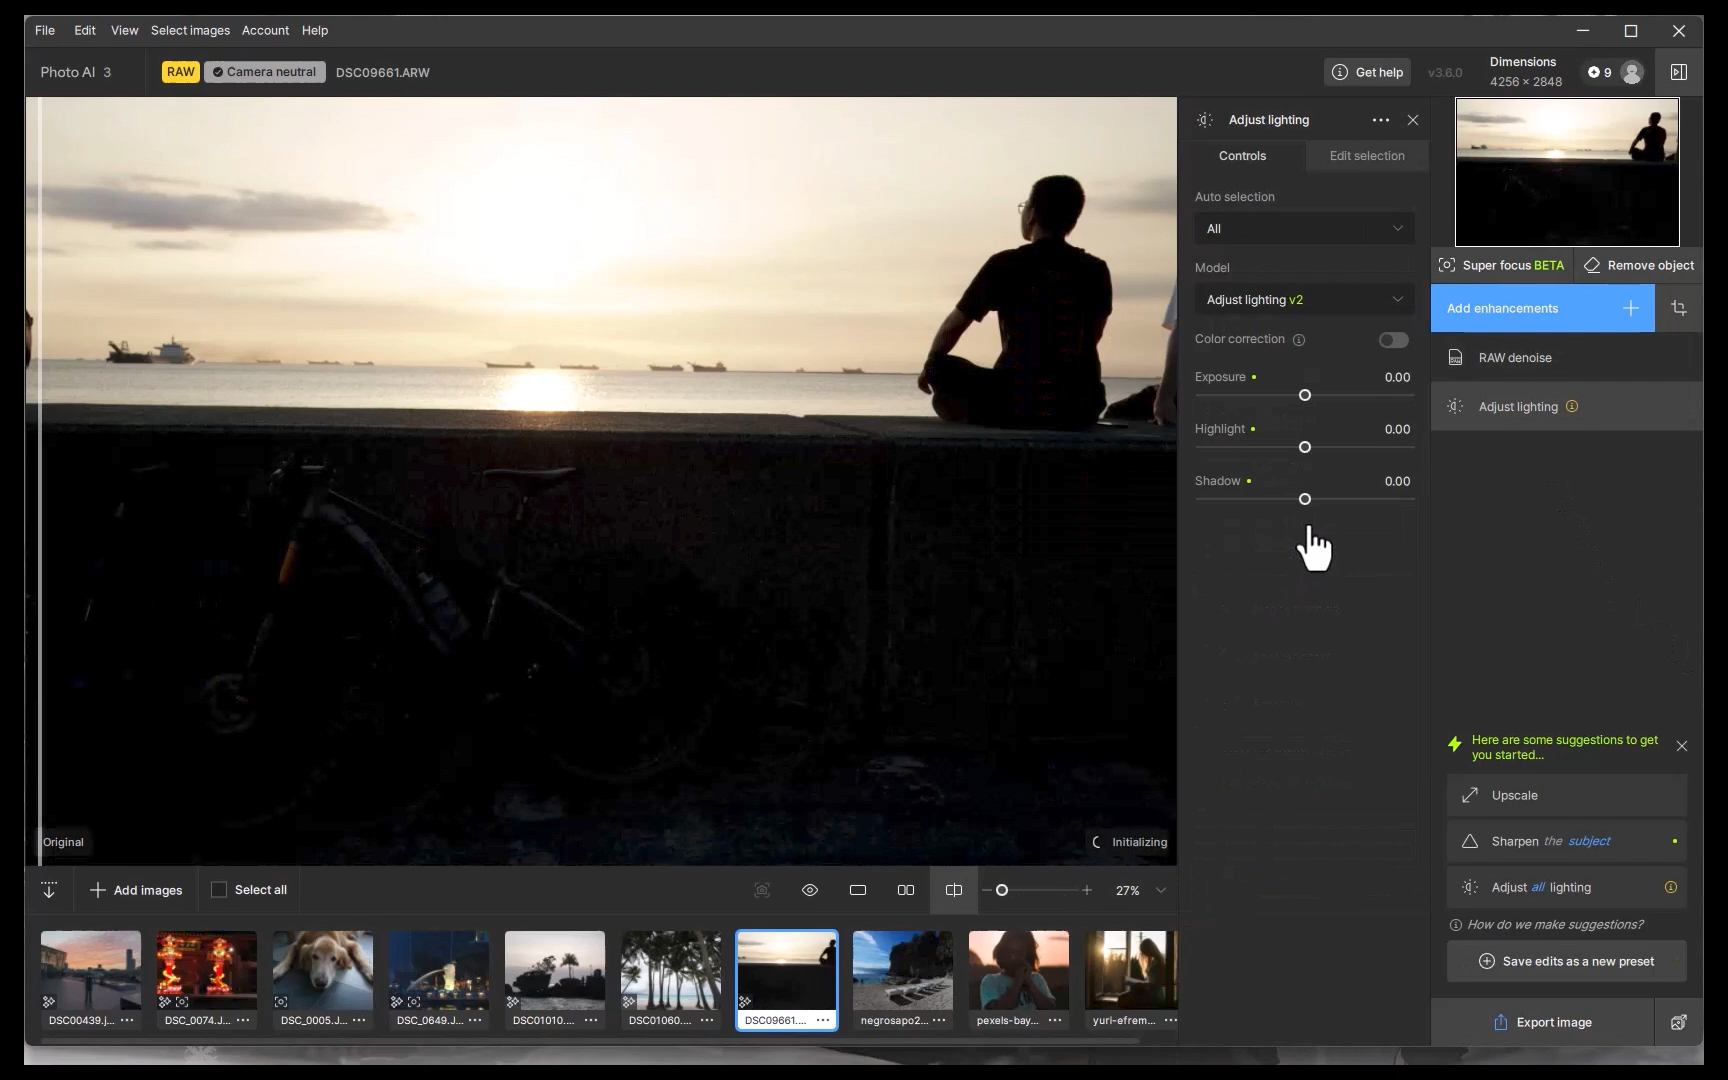 File Edit View Select images Account Help
Photo AI 3
RAW Camera neutral DSC09661.ARW
Get help v3.6.0
Dimensions
4256 × 2848
9
Adjust lighting
Controls Edit selection
Auto selection
All
Model
Adjust lighting v2
Color correction
Exposure 0.00
Highlight 0.00
Shadow 0.00
Super focus BETA Remove object
Add enhancements
RAW denoise
Adjust lighting
Here are some suggestions to get
you started...
Upscale
Sharpen the subject
Adjust all lighting
How do we make suggestions?
Save edits as a new preset
Export image
Original Initializing
Add images Select all 27%
DSC00439.j... DSC_0074.J... DSC_0005.J... DSC_0649.J... DSC01010.... DSC01060.... DSC09661.... negrosapo2... pexels-bay... yuri-efrem...